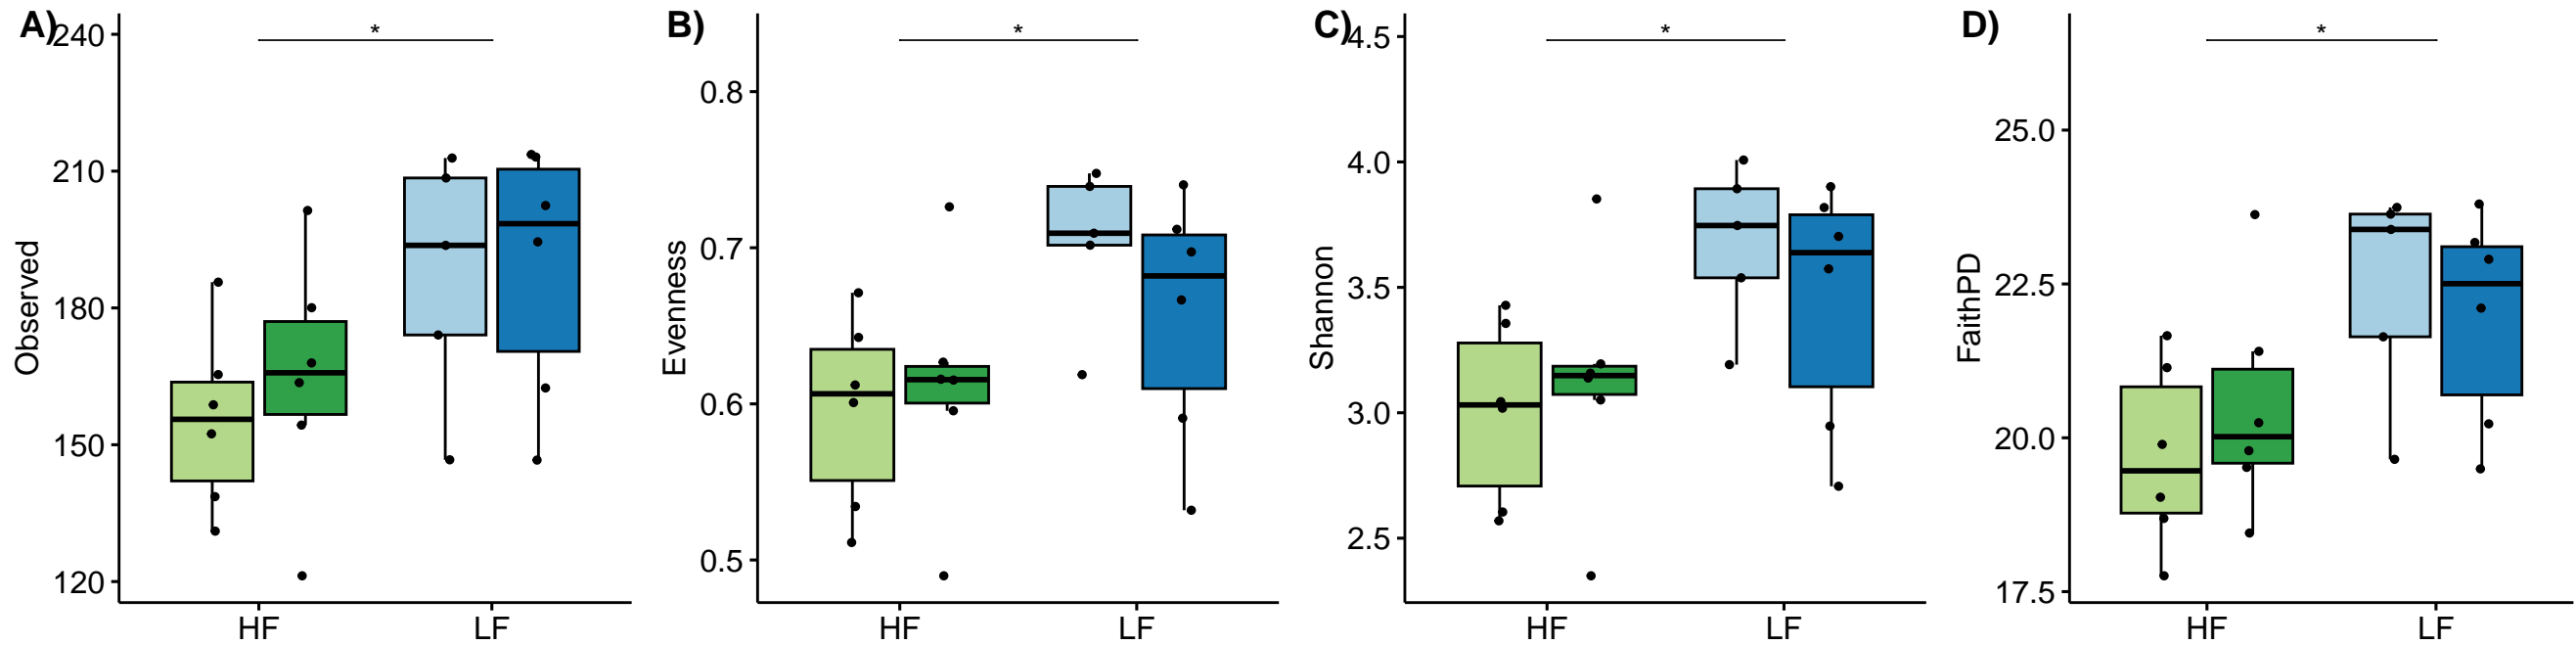 A)
*
240
210
180
150
120
Observed
HF
LF
B)
*
0.8
0.7
0.6
0.5
Evenness
HF
LF
C)
*
4.5
4.0
3.5
3.0
2.5
Shannon
HF
LF
D)
*
25.0
22.5
20.0
17.5
FaithPD
HF
LF